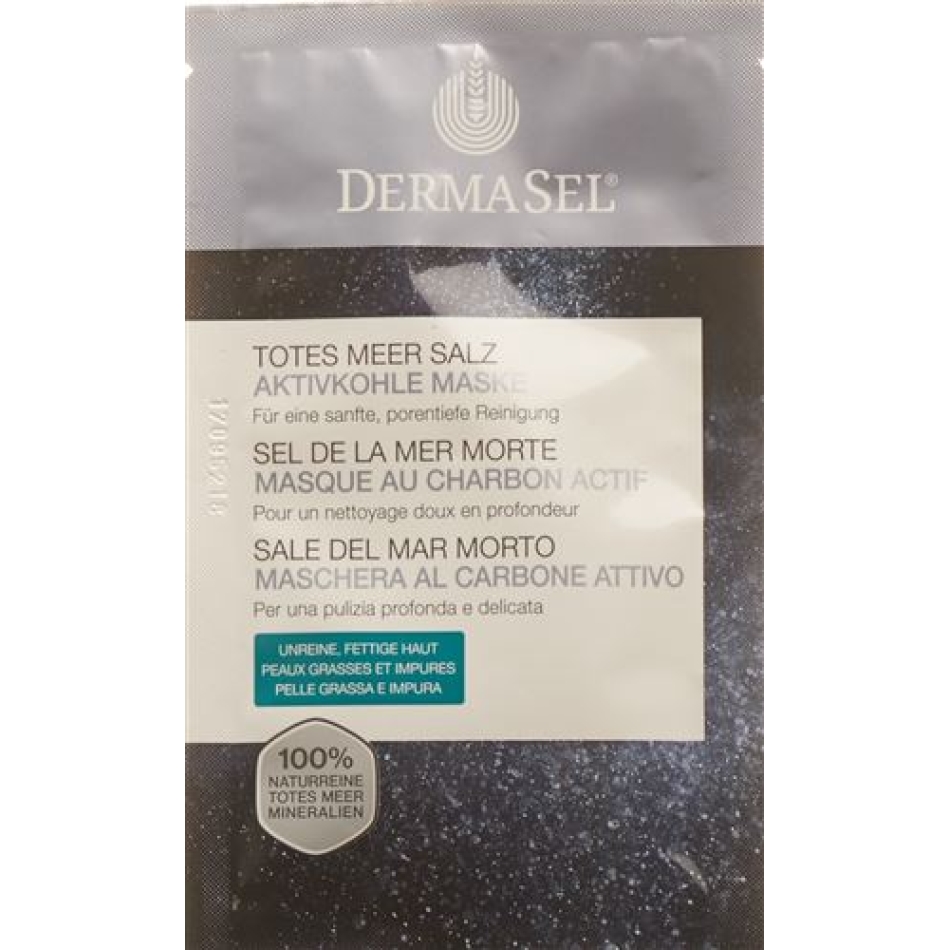 DERMASEL®
TOTES MEER SALZ
AKTIVKOHLE MASKE
Für eine sanfte, porentiefe Reinigung
SEL DE LA MER MORTE
MASQUE AU CHARBON ACTIF
Pour un nettoyage doux en profondeur
SALE DEL MAR MORTO
MASCHERA AL CARBONE ATTIVO
Per una pulizia profonda e delicata
UNREINE, FETTIGE HAUT
PEAUX GRASSES ET IMPURES
PELLE GRASSA E IMPURA
100%
NATURREINE
TOTES MEER
MINERALIEN